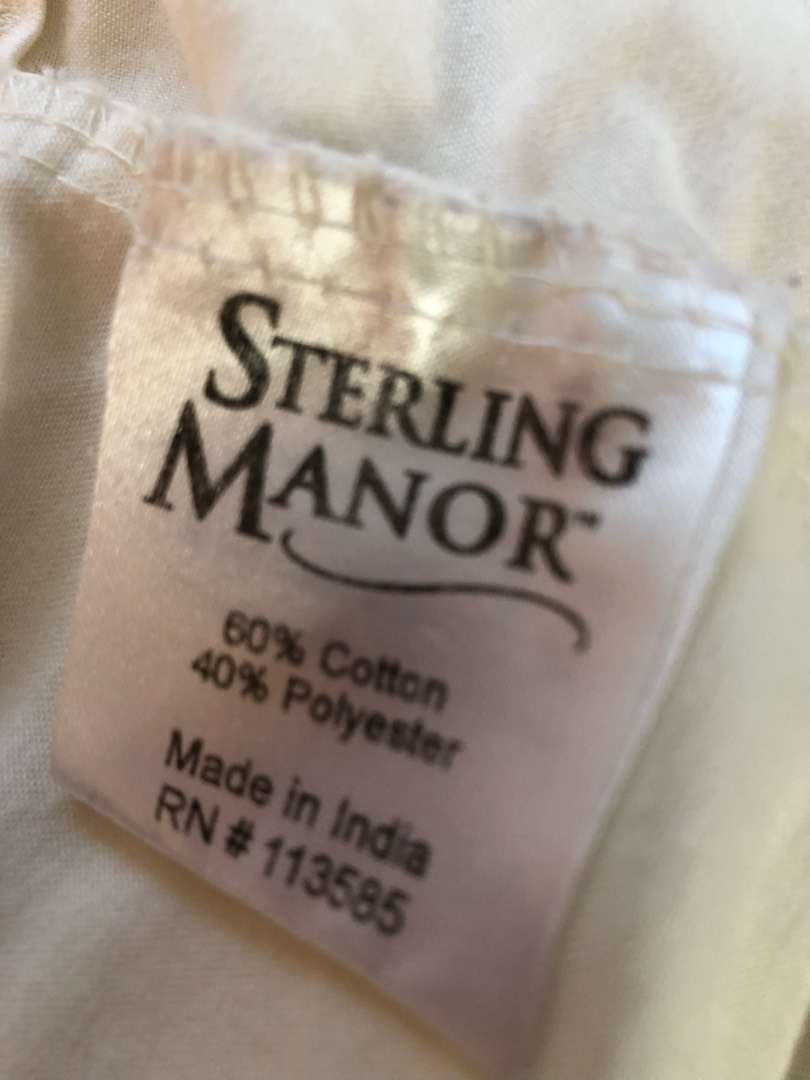 STERLING
MANOR™
60% Cotton
40% Polyester
Made in India
RN # 113585